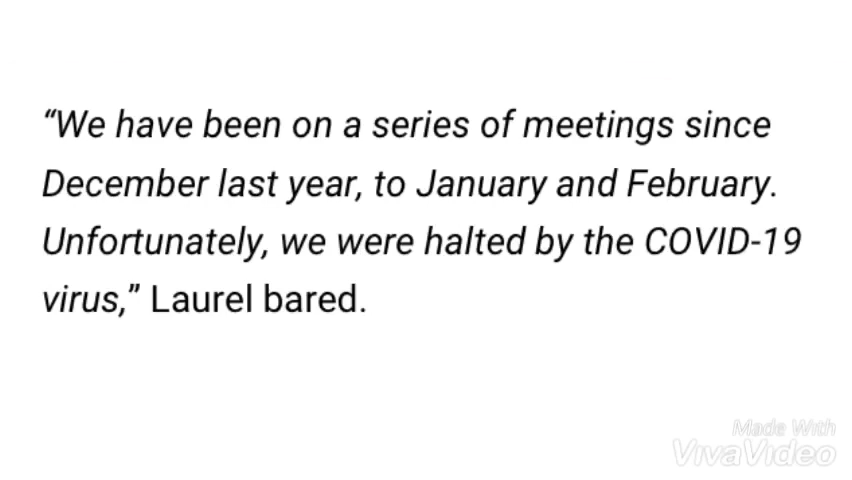 “We have been on a series of meetings since
December last year, to January and February.
Unfortunately, we were halted by the COVID-19
virus,” Laurel bared.
Made With
VivaVideo